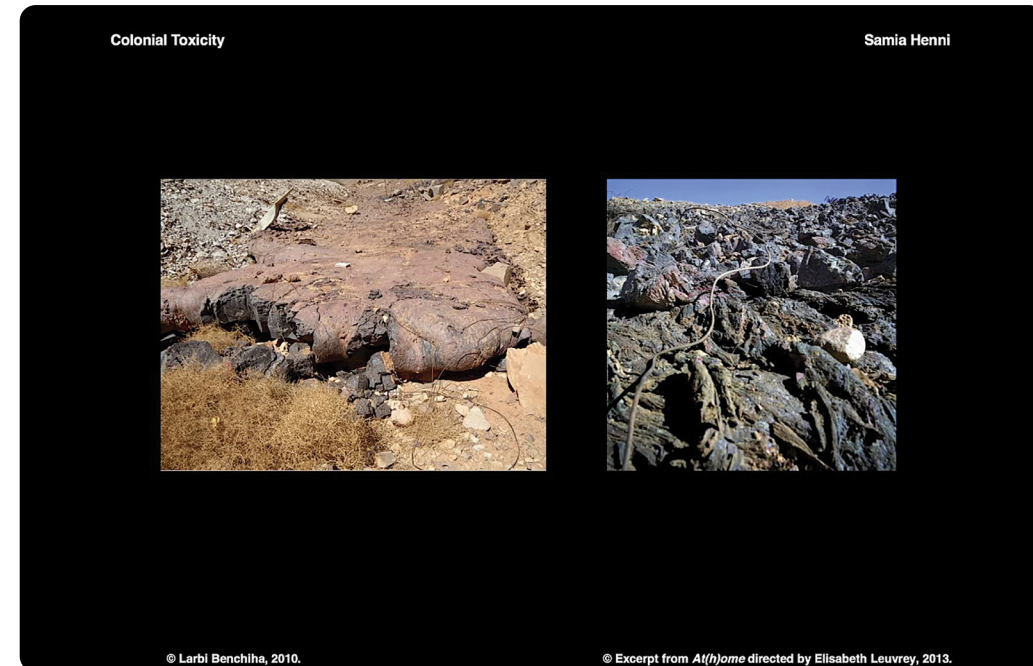 Colonial Toxicity
Samia Henni
© Larbi Benchiha, 2010.
© Excerpt from At(h)ome directed by Elisabeth Leuvrey, 2013.